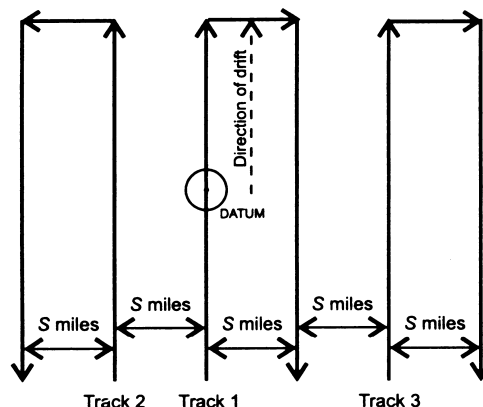 Direction of drift
DATUM
S miles
S miles
S miles
S miles
S miles
Track 2
Track 1
Track 3